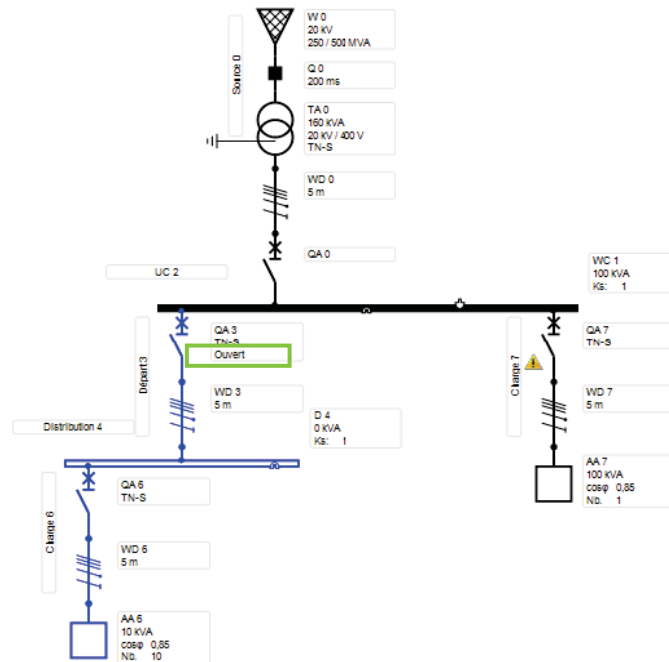 W 0
20 kV
250 / 500 MVA
Source 0
Q 0
200 ms
TA 0
160 kVA
20 kV / 400 V
TN-S
WD 0
5 m
QA 0
UC 2
WC 1
100 kVA
Ks: 1
QA 3
TN-S
Ouvert
Départ 3
WD 3
5 m
QA 7
TN-S
Charge 7
WD 7
5 m
Distribution 4
D 4
0 kVA
Ks: 1
AA 7
100 kVA
cosφ 0,85
Nb. 1
QA 6
TN-S
Charge 6
WD 6
5 m
AA 6
10 kVA
cosφ 0,85
Nb. 10